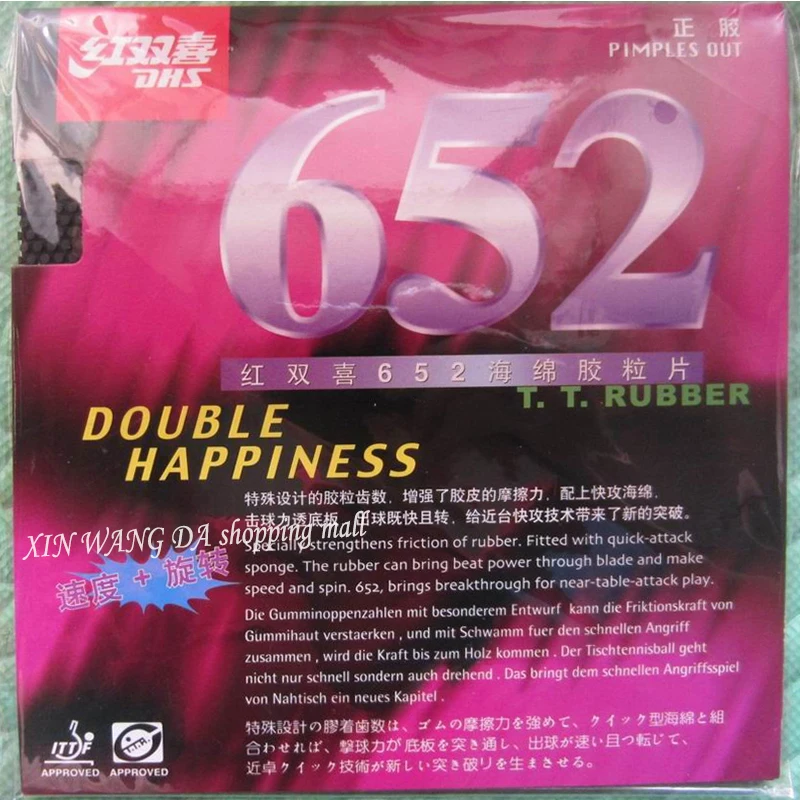 红双喜
DHS
正胶
PIMPLES OUT
652
红双喜652海绵胶粒片
T. T. RUBBER
DOUBLE
HAPPINESS
特殊设计的胶粒齿数，增强了胶皮的摩擦力，配上快攻海绵，
击球力透底板，球既快且转，给近台快攻技术带来了新的突破。
XIN WANG DA shopping mall
速度+旋转
Specially strengthens friction of rubber. Fitted with quick-attack
sponge. The rubber can bring beat power through blade and make
speed and spin. 652, brings breakthrough for near-table-attack play.
Die Gumminoppenzahlen mit besonderem Entwurf kann die Friktionskraft von
Gummihaut verstaerken , und mit Schwamm fuer den schnellen Angriff
zusammen , wird die Kraft bis zum Holz kommen . Der Tischtennisball geht
nicht nur schnell sondern auch drehend . Das bringt dem schnellen Angriffsspiel
von Nahtisch ein neues Kapitel .
特殊設計の膠着歯数は、ゴムの摩擦力を強めて、クイック型海綿と組
合わせれば、撃球力が底板を突き通し、出球が速い且つ転じて、
近卓クイック技術が新しい突き破りを生まさせる。
ITTF
APPROVED
T.T.R.
APPROVED